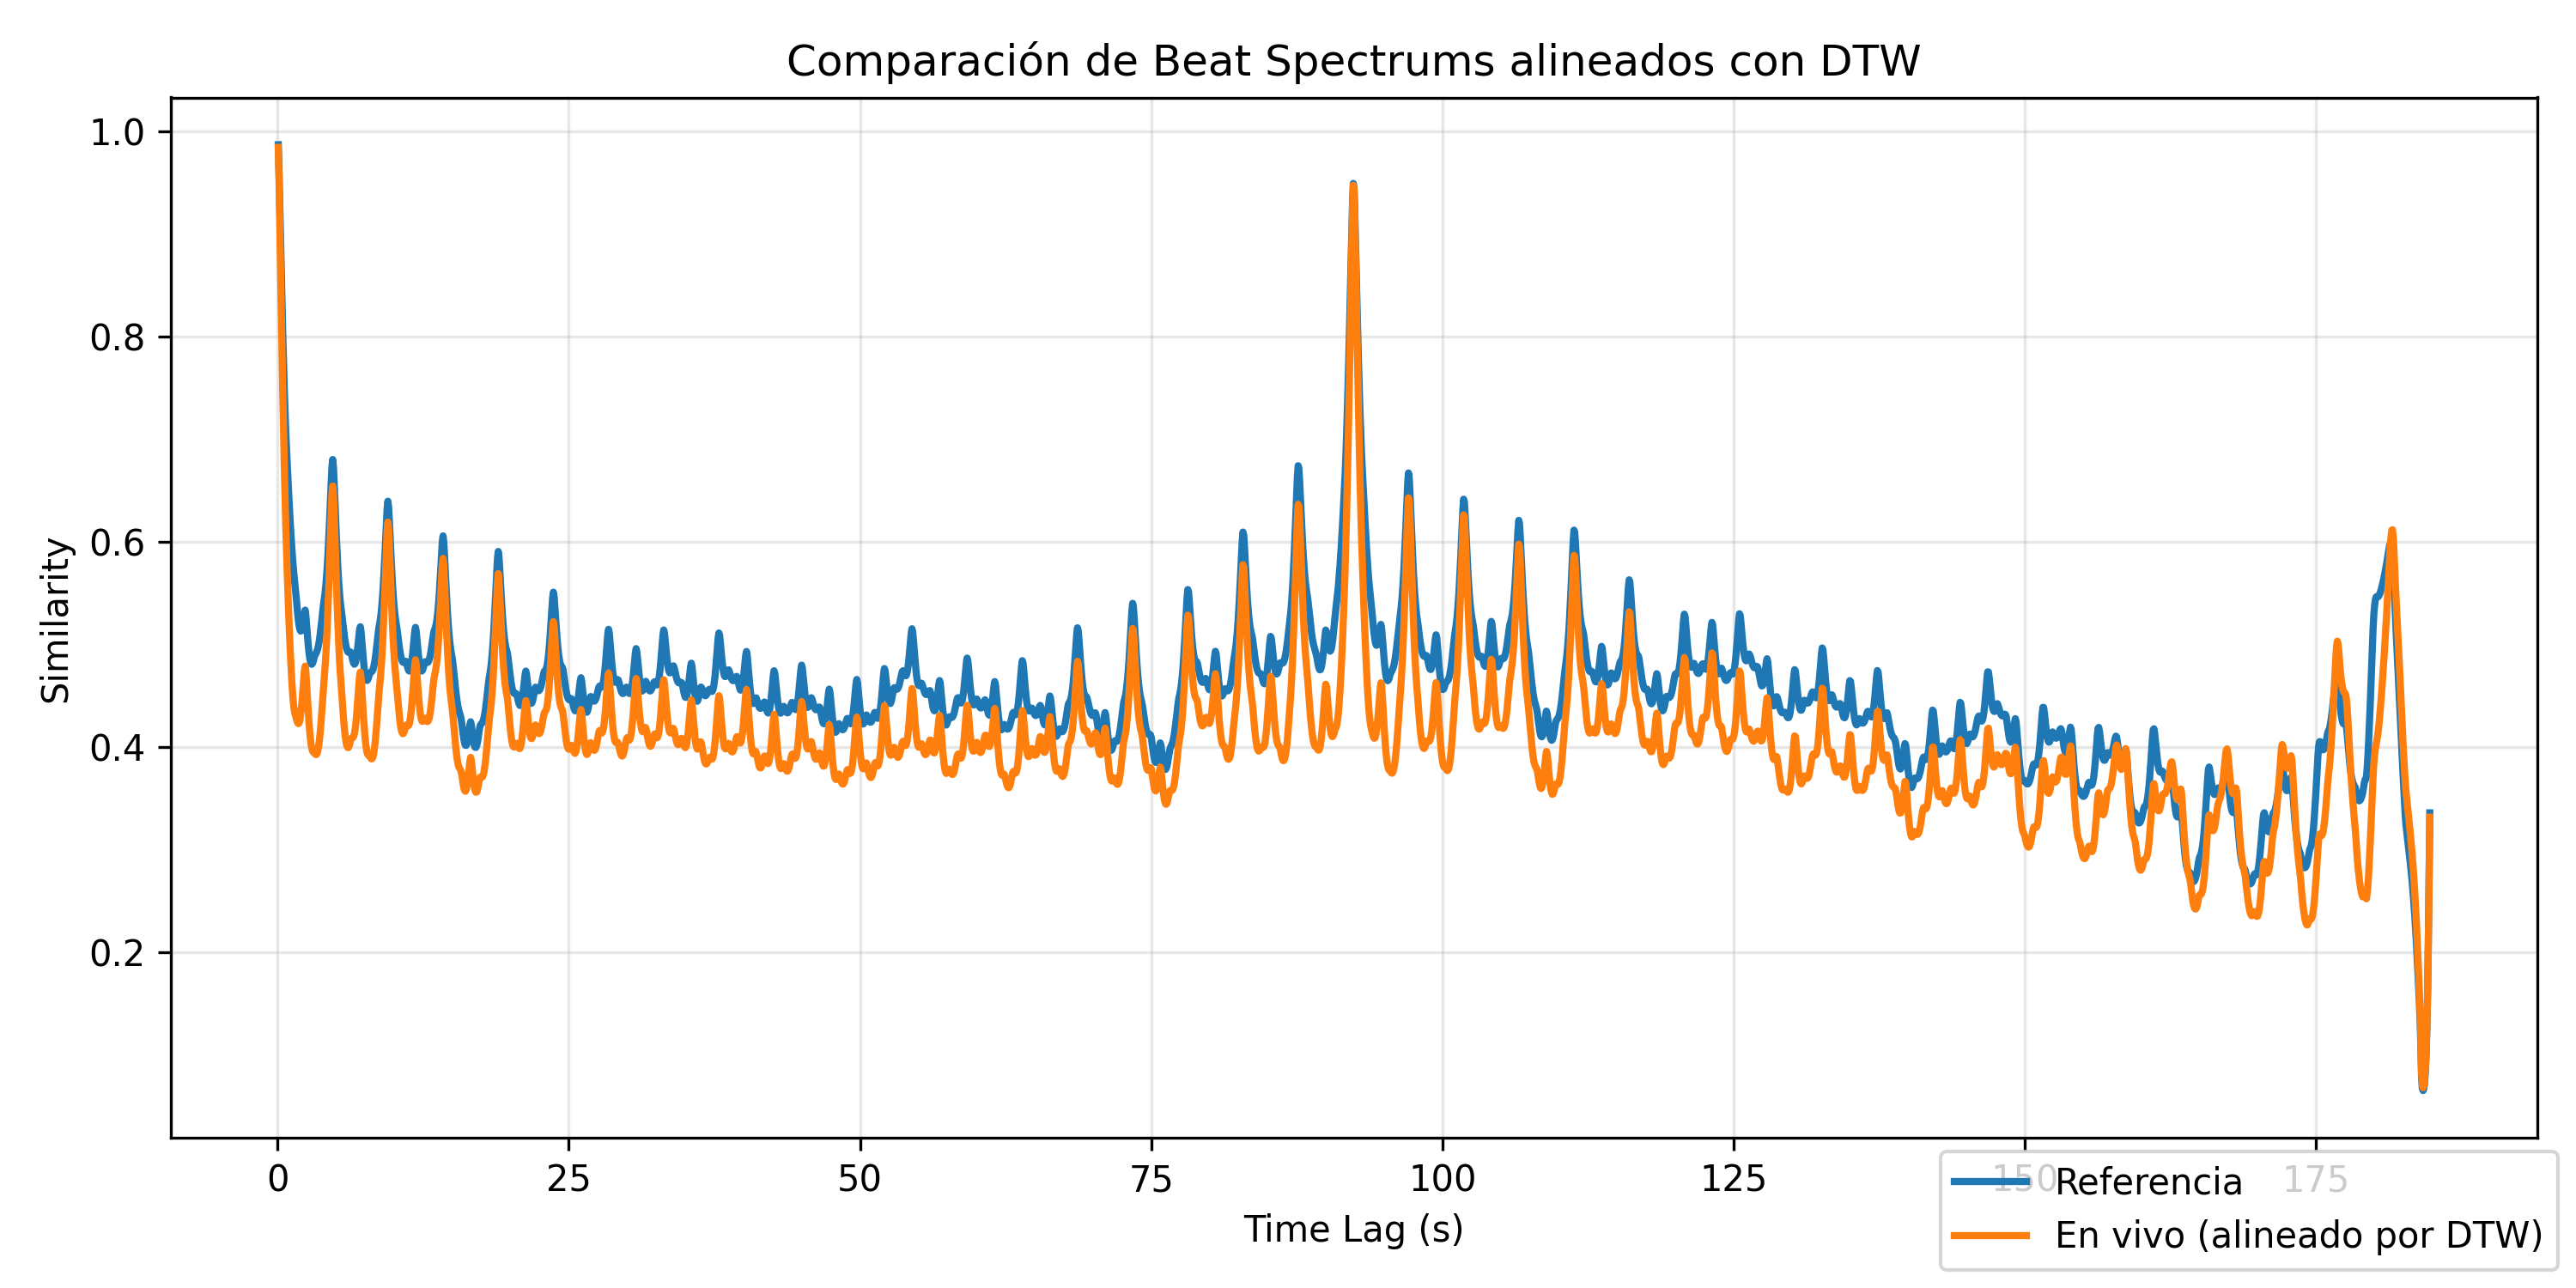 Comparación de Beat Spectrums alineados con DTW
Similarity
1.0
0.8
0.6
0.4
0.2
0 25 50 75 100 125 150 175
Time Lag (s)
Referencia
En vivo (alineado por DTW)